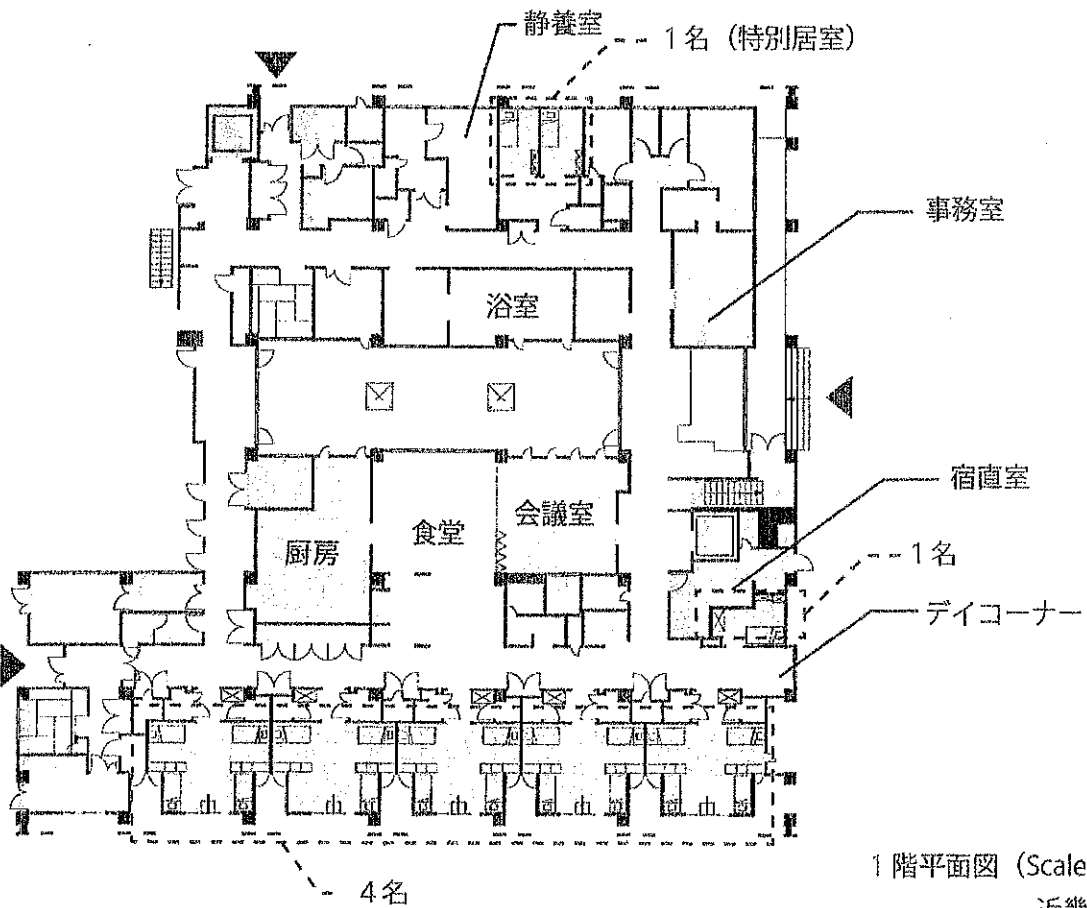 静養室
1名（特別居室）
事務室
浴室
宿直室
会議室
食堂
厨房
1名
デイコーナー
4名
1階平面図（Scale
近畿